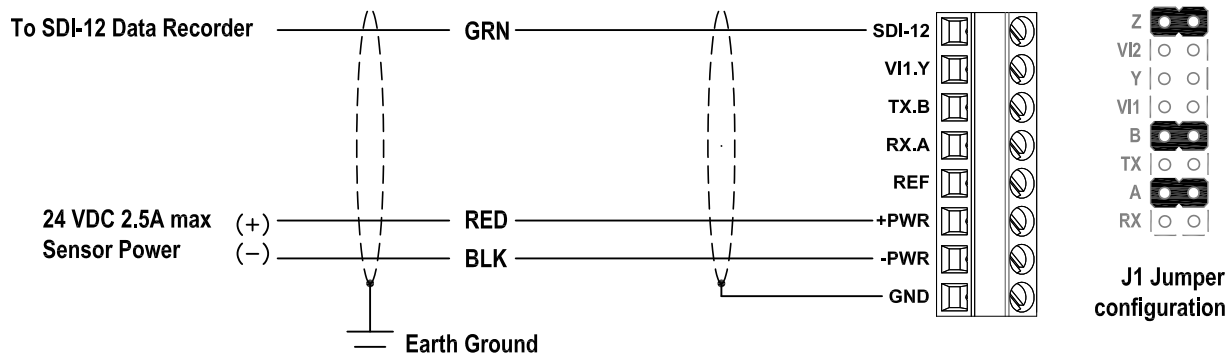 To SDI-12 Data Recorder
GRN
SDI-12
VI1.Y
TX.B
RX.A
REF
24 VDC 2.5A max
Sensor Power
(+)
(−)
RED
BLK
+PWR
-PWR
GND
Earth Ground
Z
VI2
Y
VI1
B
TX
A
RX
J1 Jumper
configuration